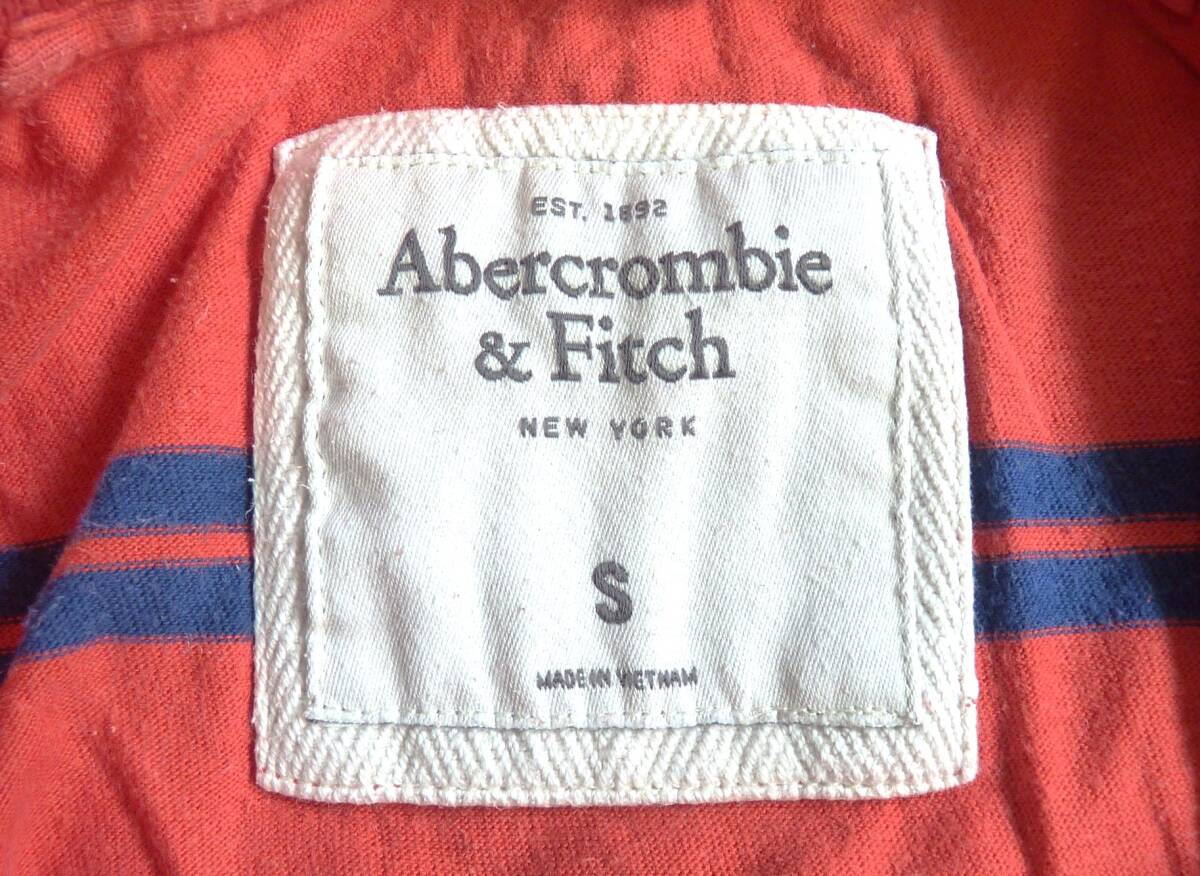 EST. 1892
Abercrombie
& Fitch
NEW YORK
S
MADE IN VIETNAM